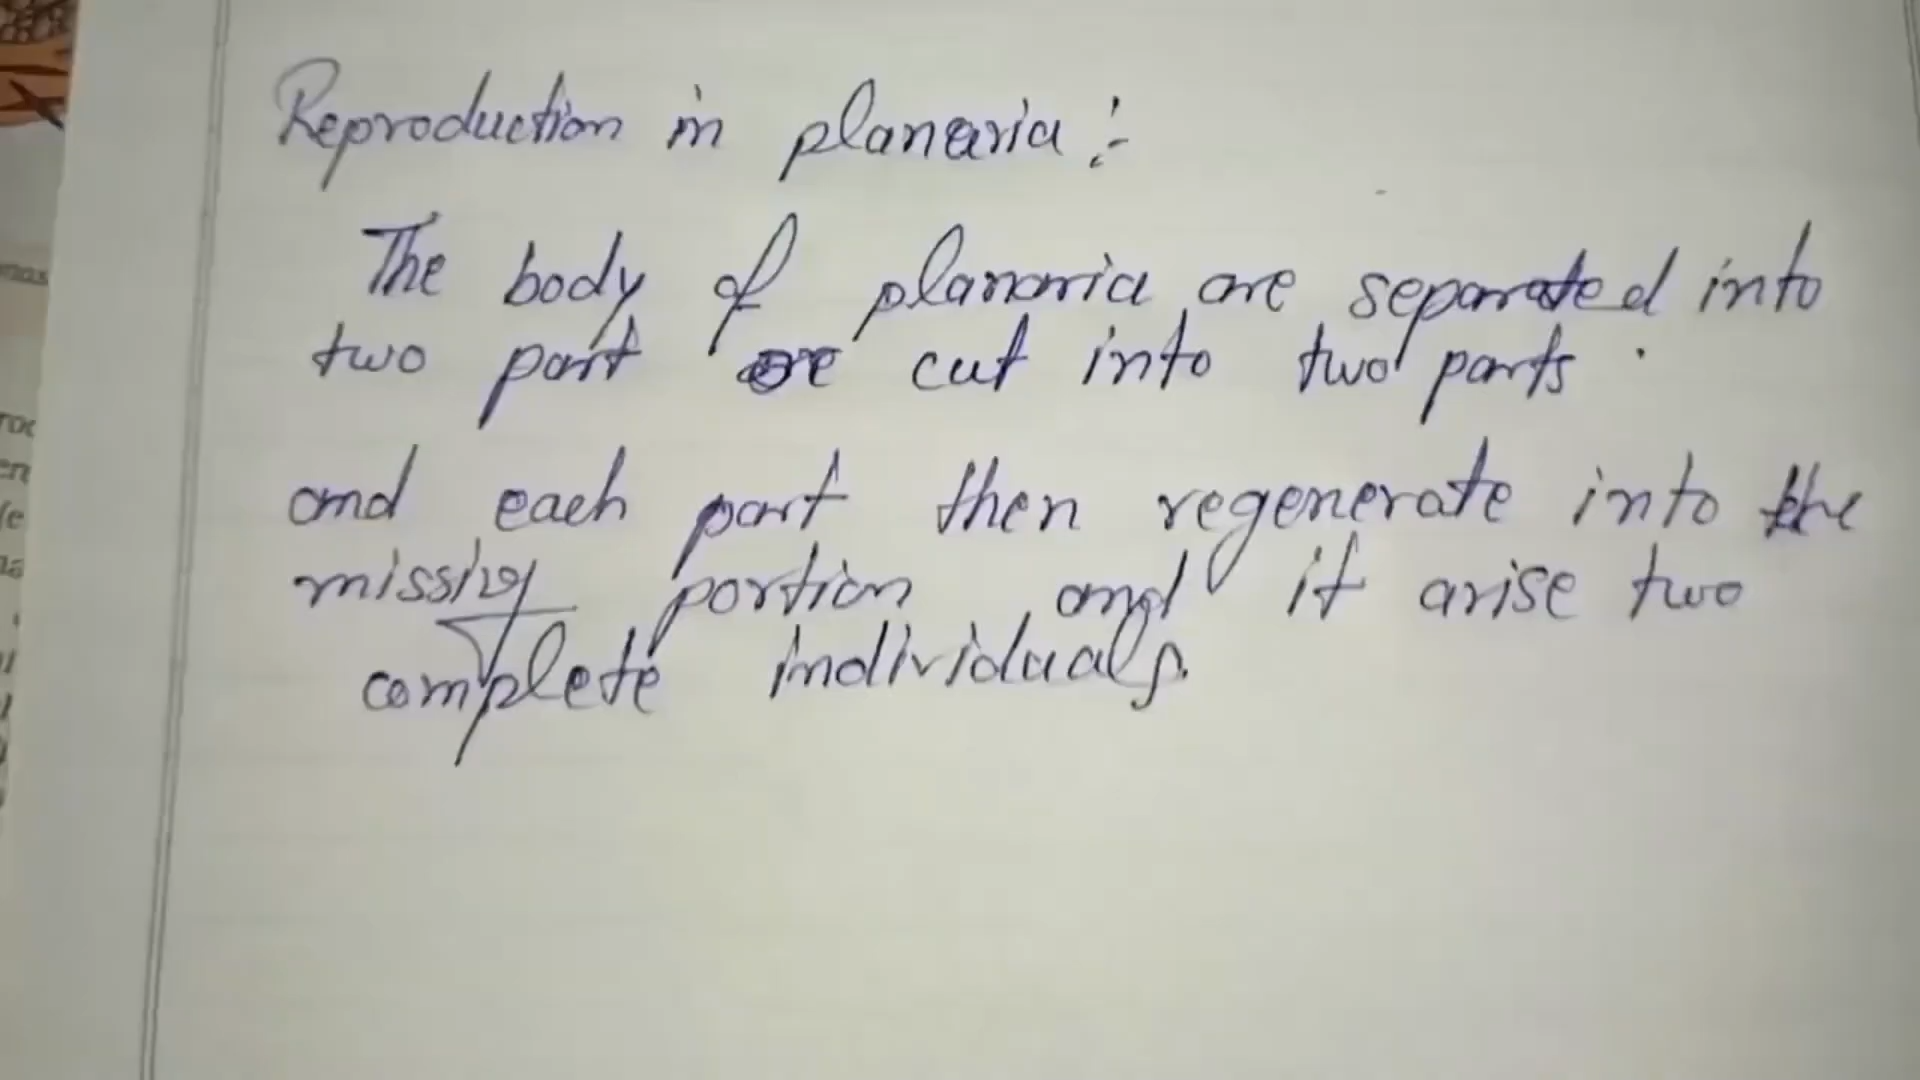 Reproduction in planaria :-
The body of planaria are separated into
two part or cut into two parts.
and each part then regenerate into the
missing portion and it arise two
complete individuals.